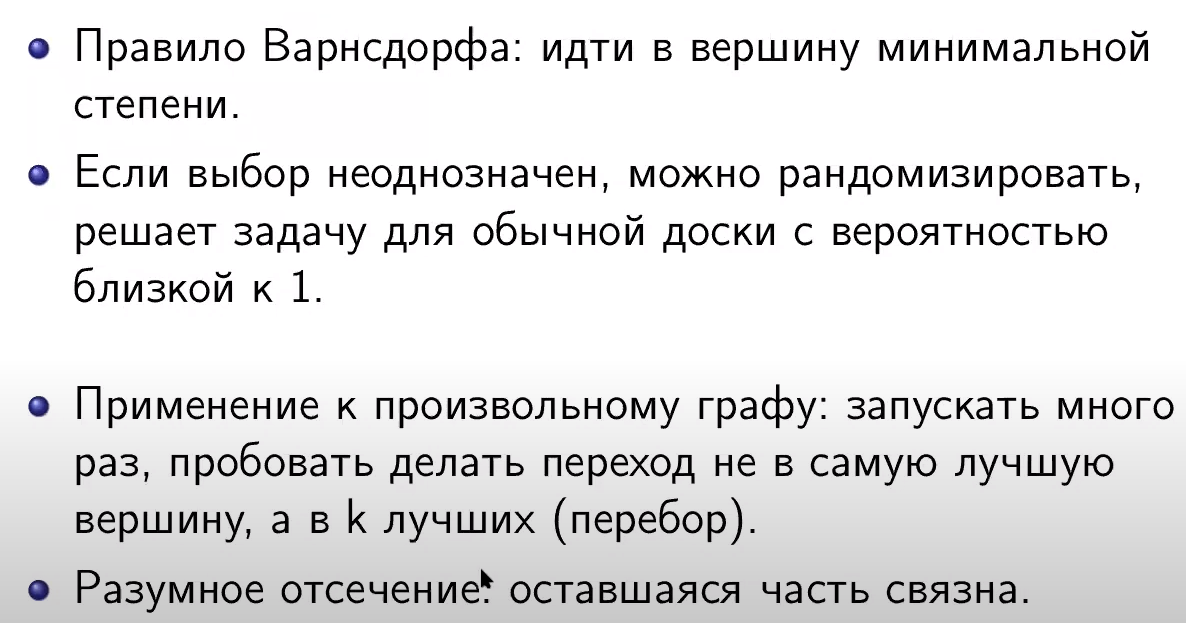 Правило Варнсдорфа: идти в вершину минимальной
степени.
Если выбор неоднозначен, можно рандомизировать,
решает задачу для обычной доски с вероятностью
близкой к 1.
Применение к произвольному графу: запускать много
раз, пробовать делать переход не в самую лучшую
вершину, а в k лучших (перебор).
Разумное отсечение: оставшаяся часть связна.